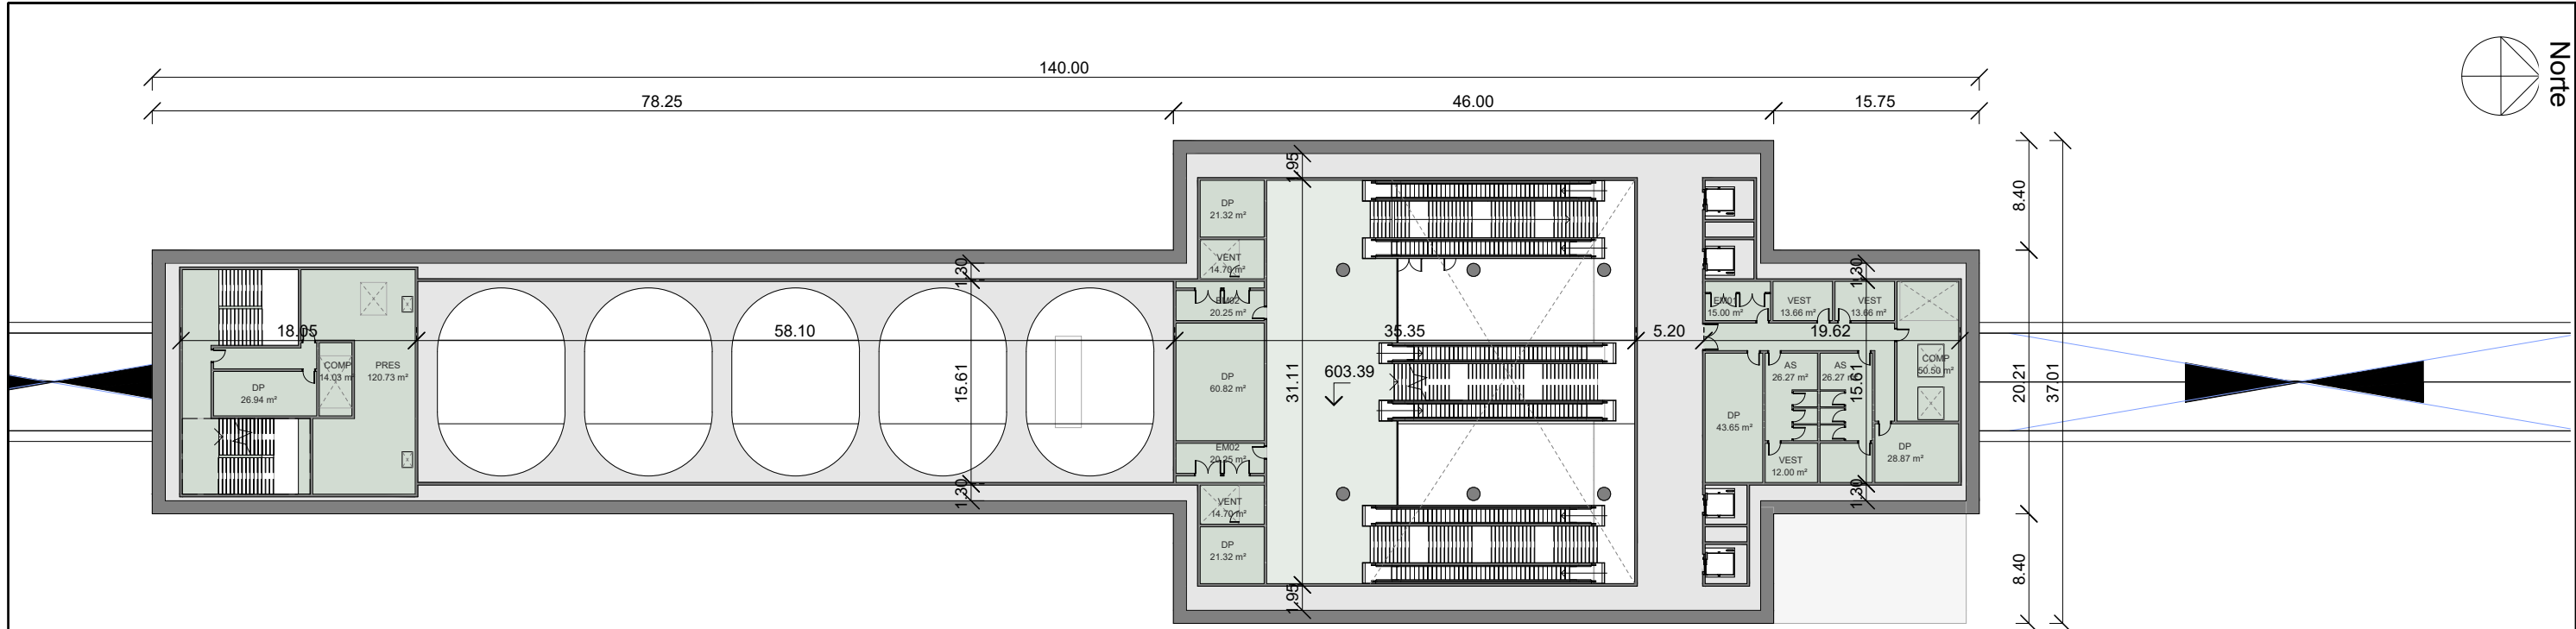 Norte
140.00
78.25
46.00
15.75
1.95
8.40
DP
21.32 m²
VENT
14.70 m²
1.30
1.30
EM02
20.25 m²
EM01
15.00 m²
VEST
13.66 m²
VEST
13.66 m²
18.05
58.10
35.35
5.20
19.62
COMP
14.03 m²
PRES
120.73 m²
DP
26.94 m²
15.61
DP
60.82 m²
31.11
603.39
AS
26.27 m²
AS
26.27 m²
15.61
COMP
50.50 m²
20.21
37.01
DP
43.65 m²
EM02
20.25 m²
VEST
12.00 m²
DP
28.87 m²
1.30
1.30
VENT
14.70 m²
DP
21.32 m²
1.95
8.40